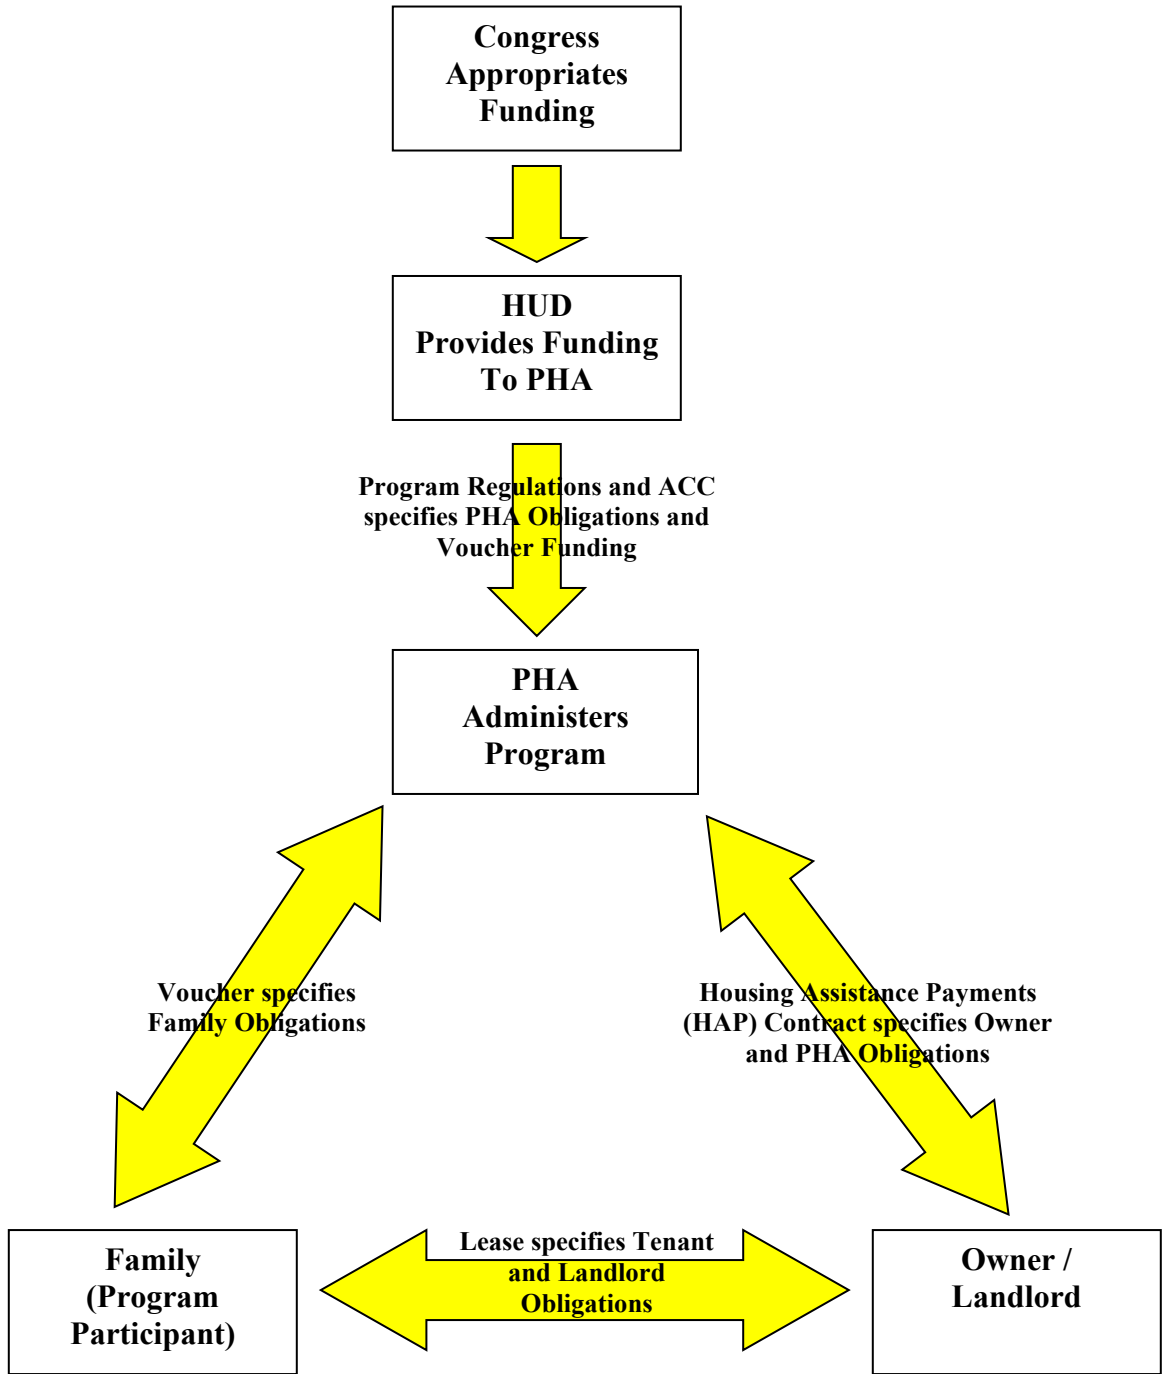 Congress
Appropriates
Funding
HUD
Provides Funding
To PHA
Program Regulations and ACC
specifies PHA Obligations and
Voucher Funding
PHA
Administers
Program
Voucher specifies
Family Obligations
Housing Assistance Payments
(HAP) Contract specifies Owner
and PHA Obligations
Family
(Program
Participant)
Lease specifies Tenant
and Landlord
Obligations
Owner /
Landlord